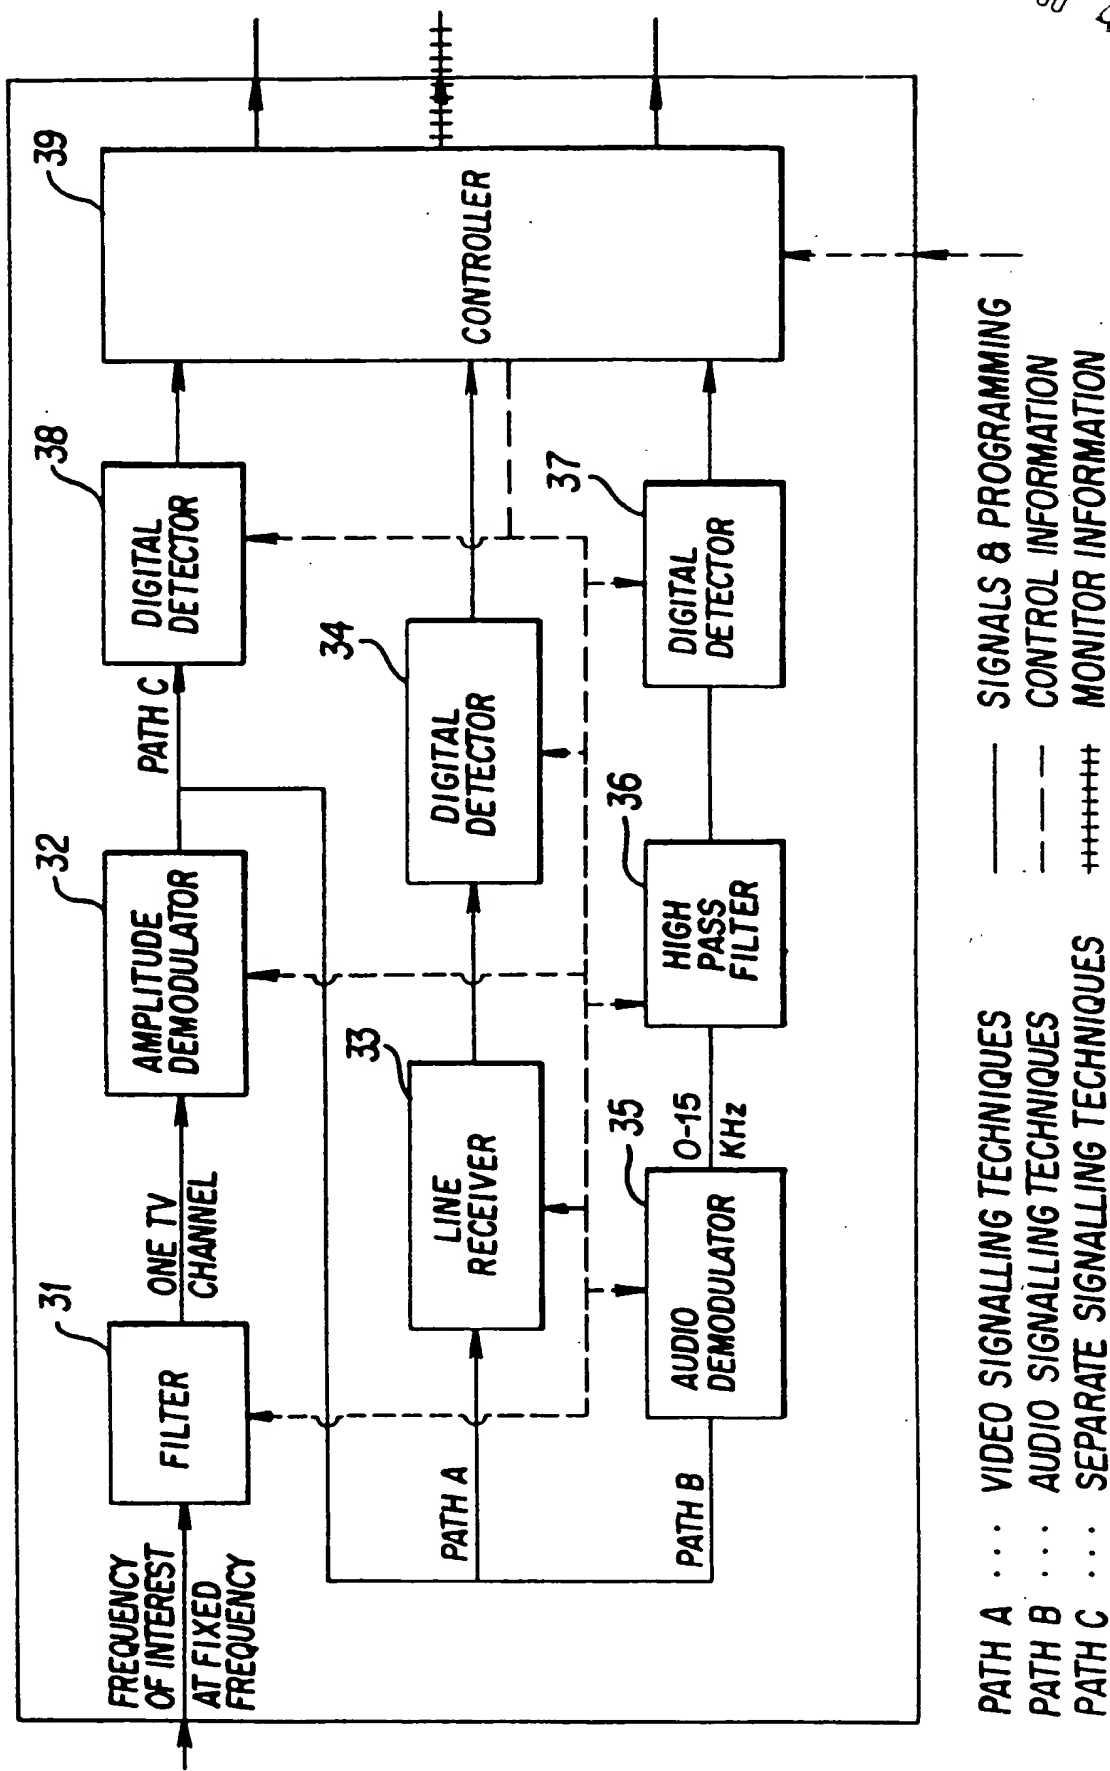 FREQUENCY
OF INTEREST
AT FIXED
FREQUENCY
31
FILTER
ONE TV
CHANNEL
32
AMPLITUDE
DEMODULATOR
PATH C
38
DIGITAL
DETECTOR
39
CONTROLLER
PATH A
33
LINE
RECEIVER
34
DIGITAL
DETECTOR
PATH B
35
AUDIO
DEMODULATOR
0-15
KHz
36
HIGH
PASS
FILTER
37
DIGITAL
DETECTOR
PATH A ... VIDEO SIGNALLING TECHNIQUES
PATH B ... AUDIO SIGNALLING TECHNIQUES
PATH C ... SEPARATE SIGNALLING TECHNIQUES
SIGNALS & PROGRAMMING
CONTROL INFORMATION
MONITOR INFORMATION